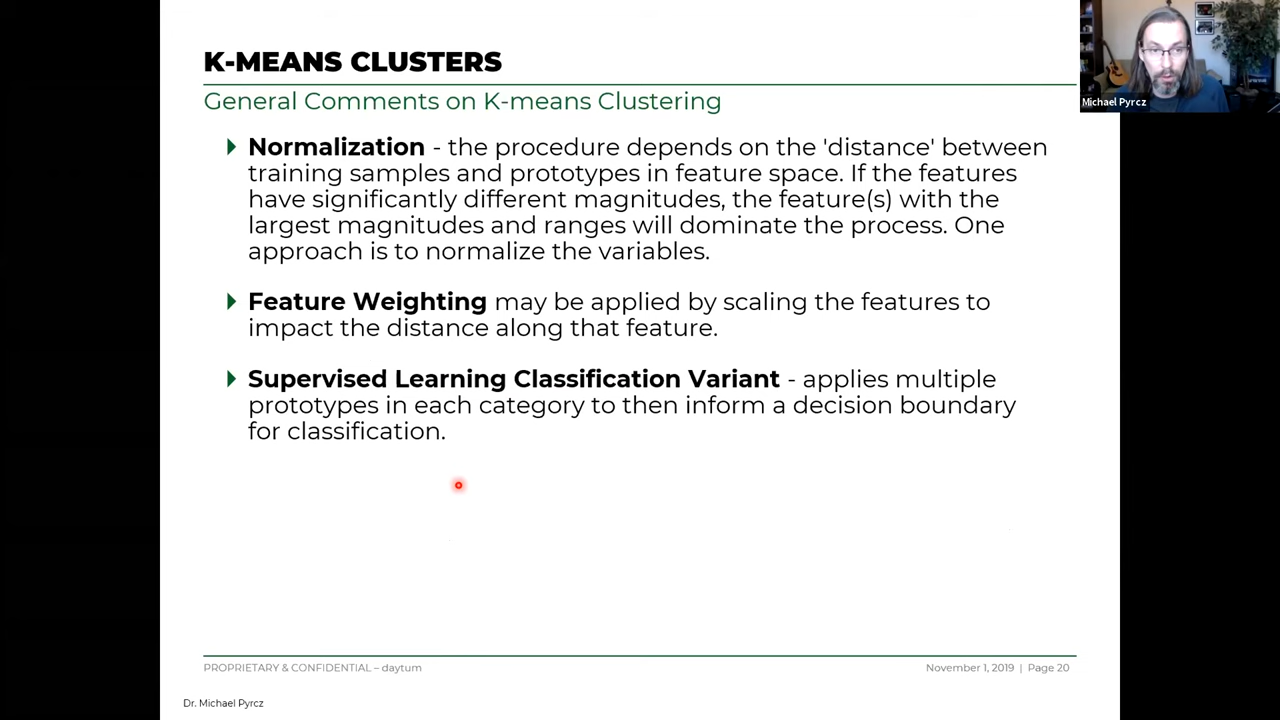 K-MEANS CLUSTERS
General Comments on K-means Clustering
Normalization - the procedure depends on the 'distance' between
training samples and prototypes in feature space. If the features
have significantly different magnitudes, the feature(s) with the
largest magnitudes and ranges will dominate the process. One
approach is to normalize the variables.
Feature Weighting may be applied by scaling the features to
impact the distance along that feature.
Supervised Learning Classification Variant - applies multiple
prototypes in each category to then inform a decision boundary
for classification.
PROPRIETARY & CONFIDENTIAL – daytum
November 1, 2019 | Page 20
Dr. Michael Pyrcz
Michael Pyrcz